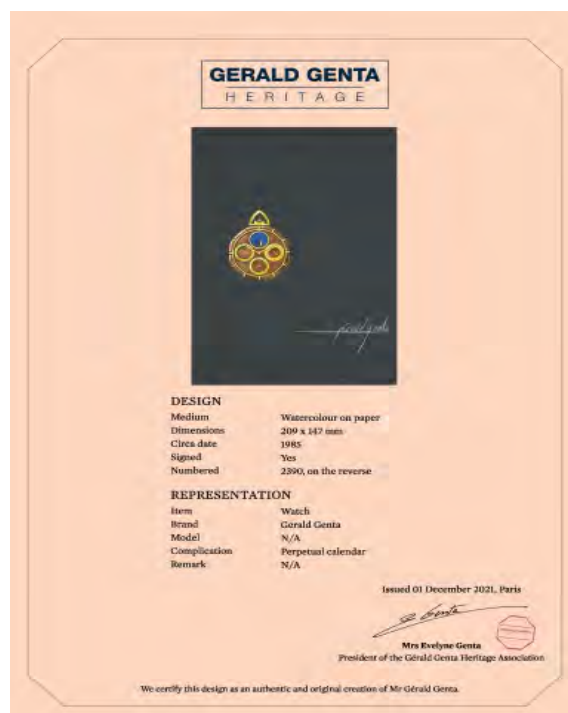 GERALD GENTA
HERITAGE
gerald genta
DESIGN
Medium Watercolour on paper
Dimensions 209 x 147 mm
Circa date 1985
Signed Yes
Numbered 2390, on the reverse
REPRESENTATION
Item Watch
Brand Gerald Genta
Model N/A
Complication Perpetual calendar
Remark N/A
Issued 01 December 2021, Paris
Mrs Evelyne Genta
President of the Gérald Genta Heritage Association
We certify this design as an authentic and original creation of Mr Gérald Genta.